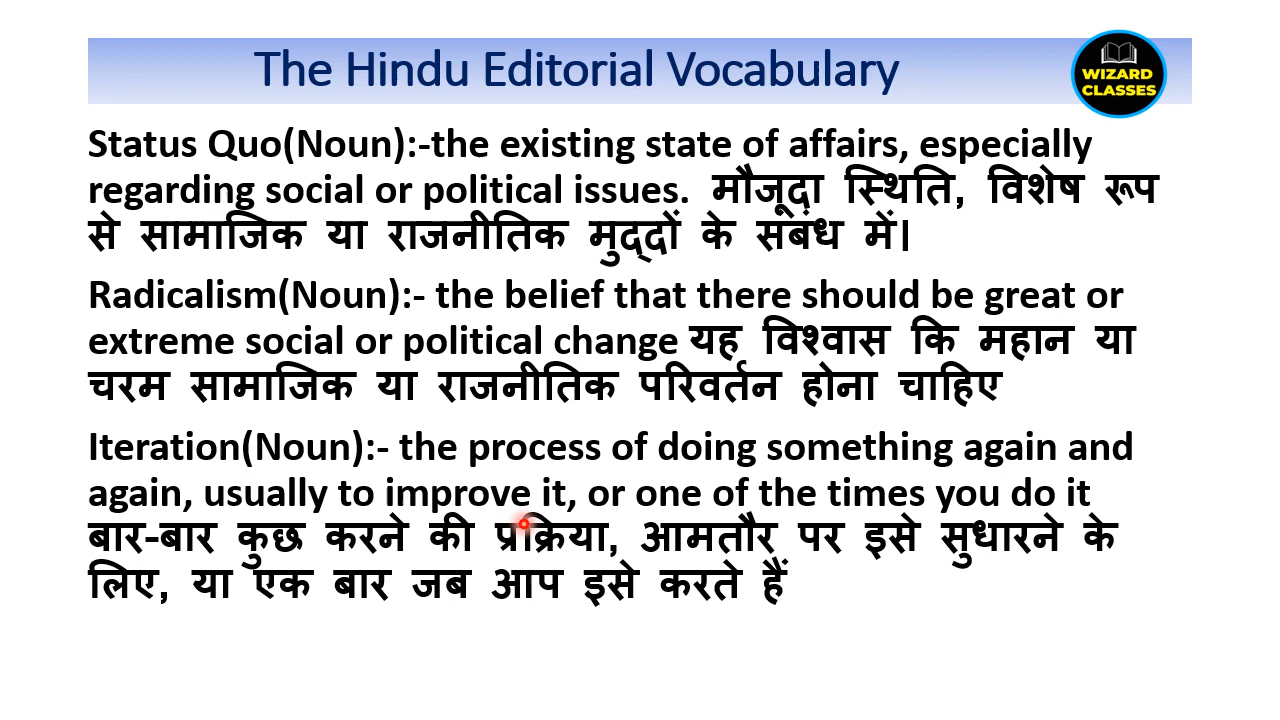 The Hindu Editorial Vocabulary
WIZARD
CLASSES
Status Quo(Noun):-the existing state of affairs, especially
regarding social or political issues. मौजूदा स्थिति, विशेष रूप
से सामाजिक या राजनीतिक मुद्दों के संबंध में।
Radicalism(Noun):- the belief that there should be great or
extreme social or political change यह विश्वास कि महान या
चरम सामाजिक या राजनीतिक परिवर्तन होना चाहिए
Iteration(Noun):- the process of doing something again and
again, usually to improve it, or one of the times you do it
बार-बार कुछ करने की प्रक्रिया, आमतौर पर इसे सुधारने के
लिए, या एक बार जब आप इसे करते हैं